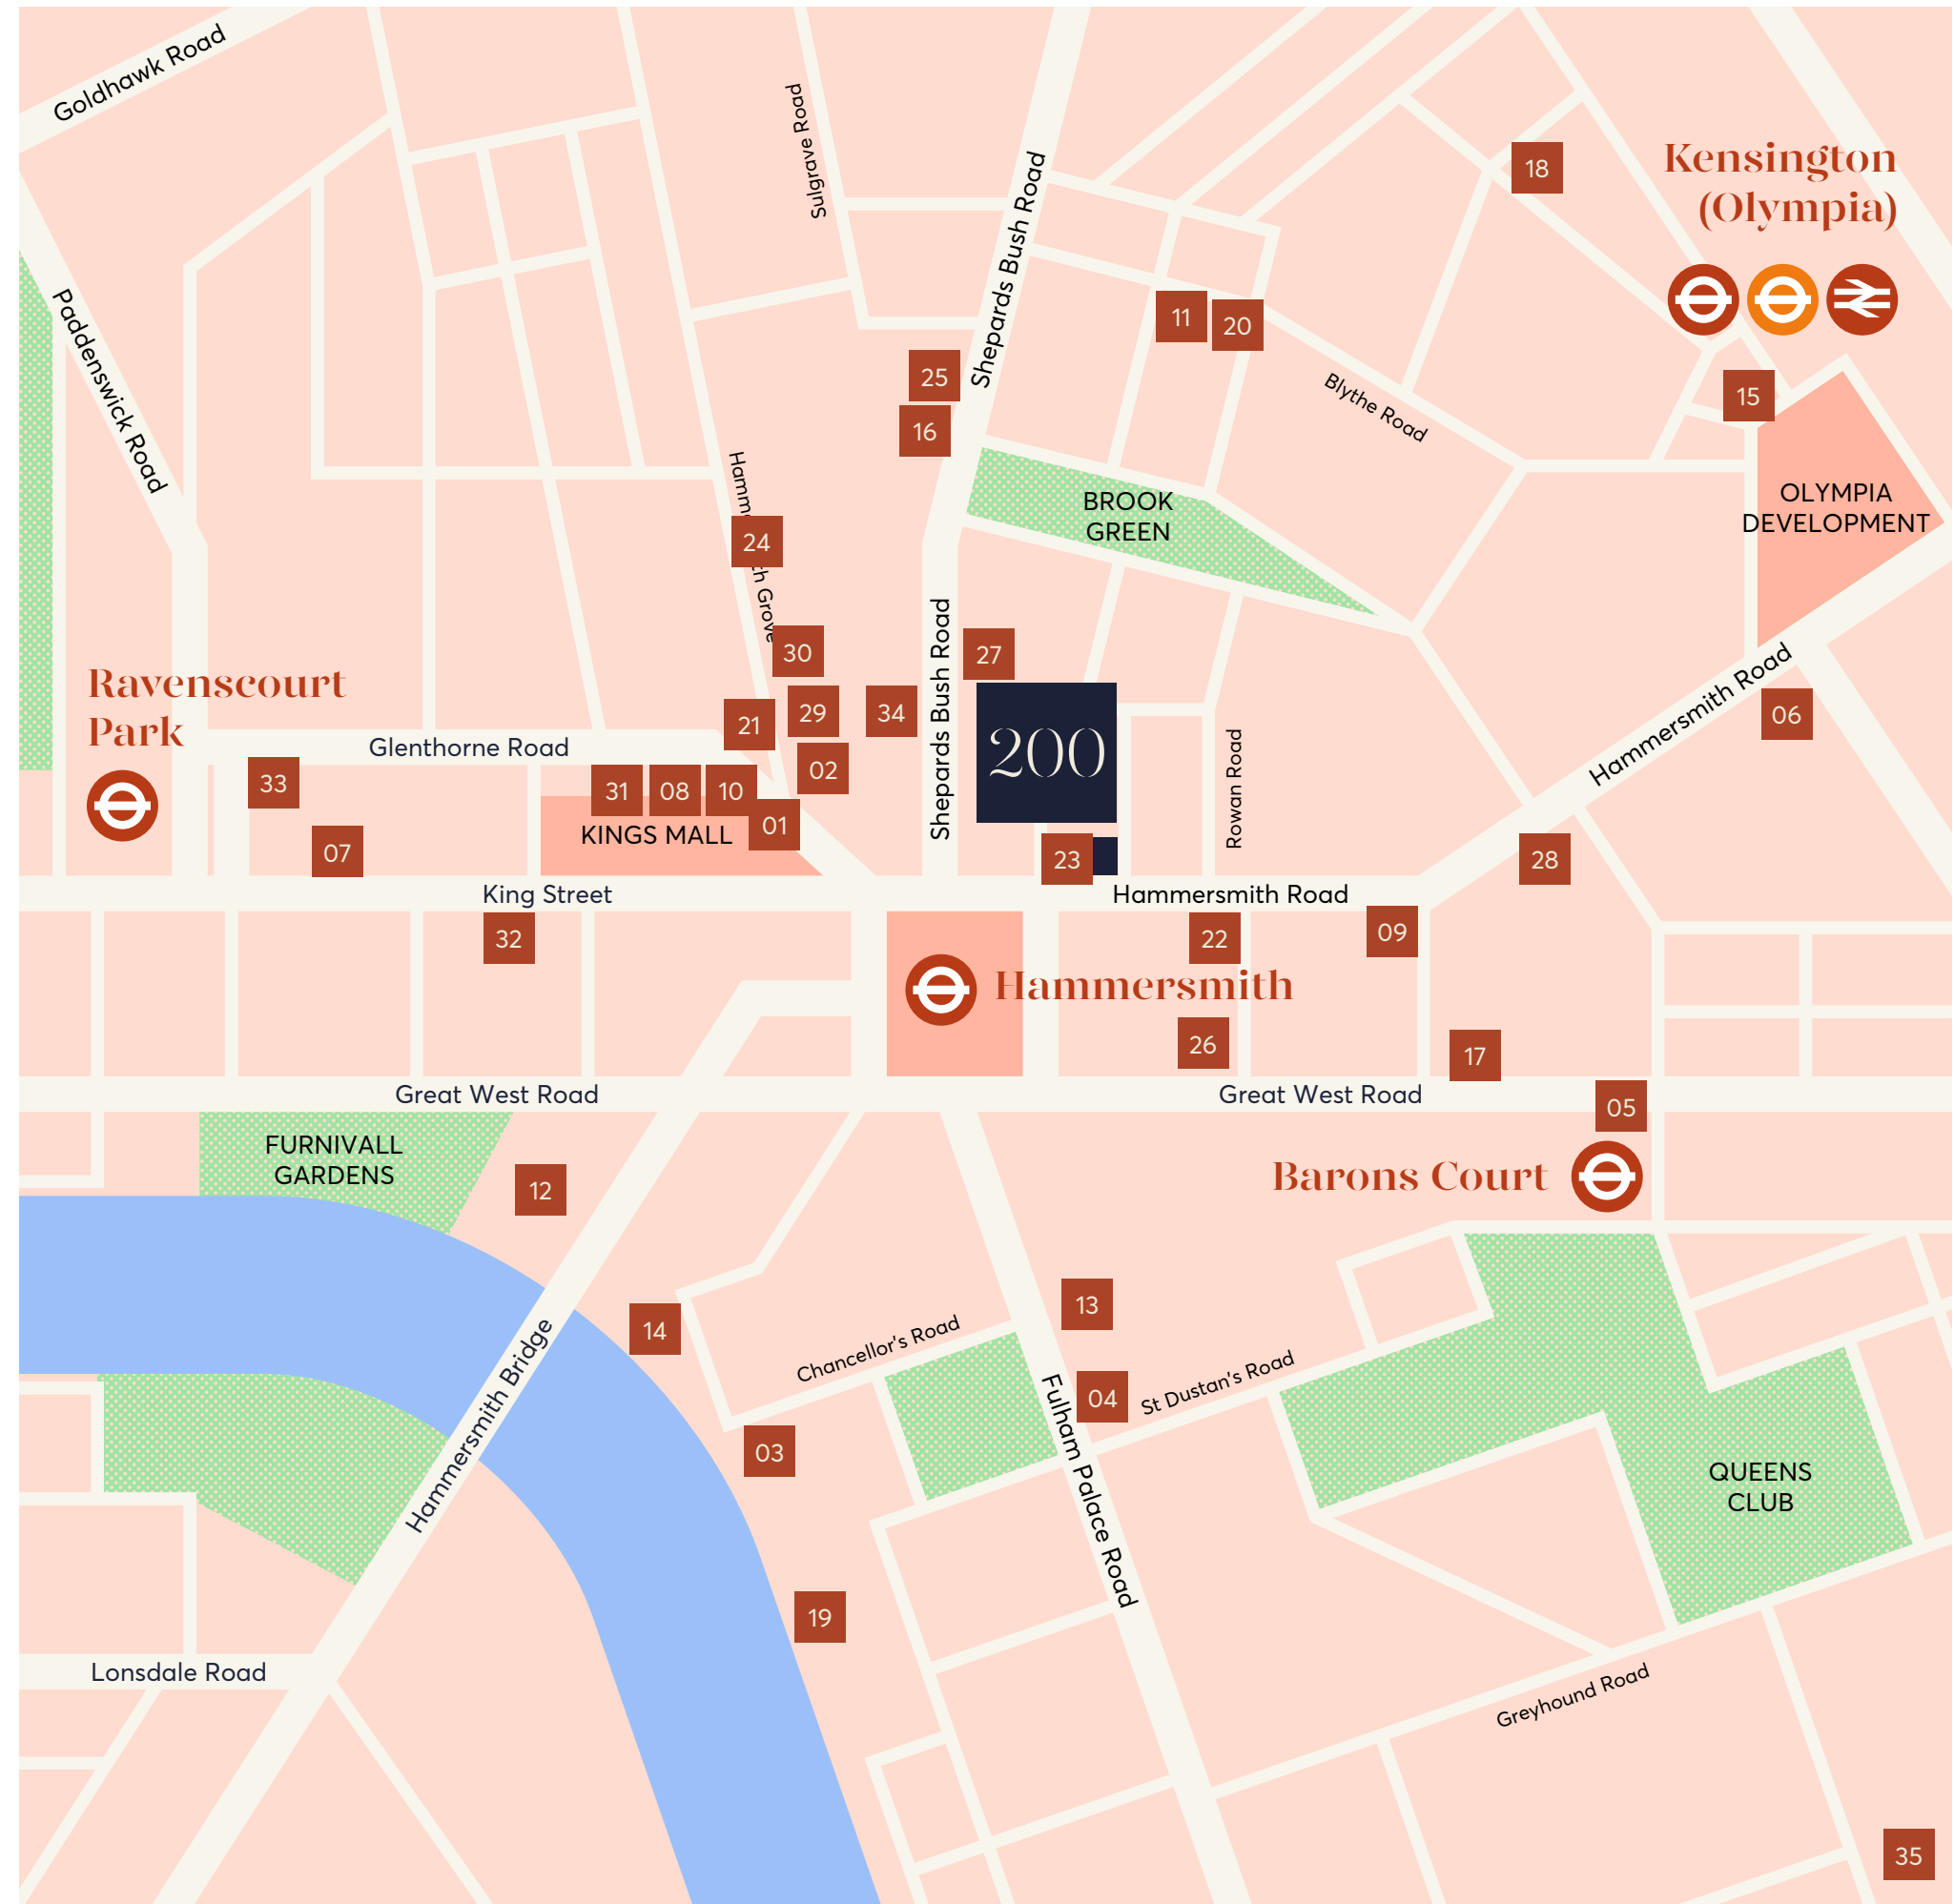 Goldhawk Road
Sulgrave Road
Shepards Bush Road
18
Kensington
(Olympia)
Paddenswick Road
11
20
25
16
Blythe Road
15
BROOK
GREEN
OLYMPIA
DEVELOPMENT
24
Grove
30
27
Shepards Bush Road
Ravenscourt
Park
21
29
34
Glenthorne Road
02
200
Rowan Road
Hammersmith Road
06
33
31
08
10
01
KINGS MALL
07
23
28
King Street
Hammersmith Road
32
22
09
Hammersmith
26
17
Great West Road
Great West Road
05
FURNIVALL
GARDENS
12
Barons Court
14
13
Chancellor's Road
Hammersmith Bridge
04
St Dustan's Road
Fulham Palace Road
03
QUEENS
CLUB
19
Lonsdale Road
Greyhound Road
35